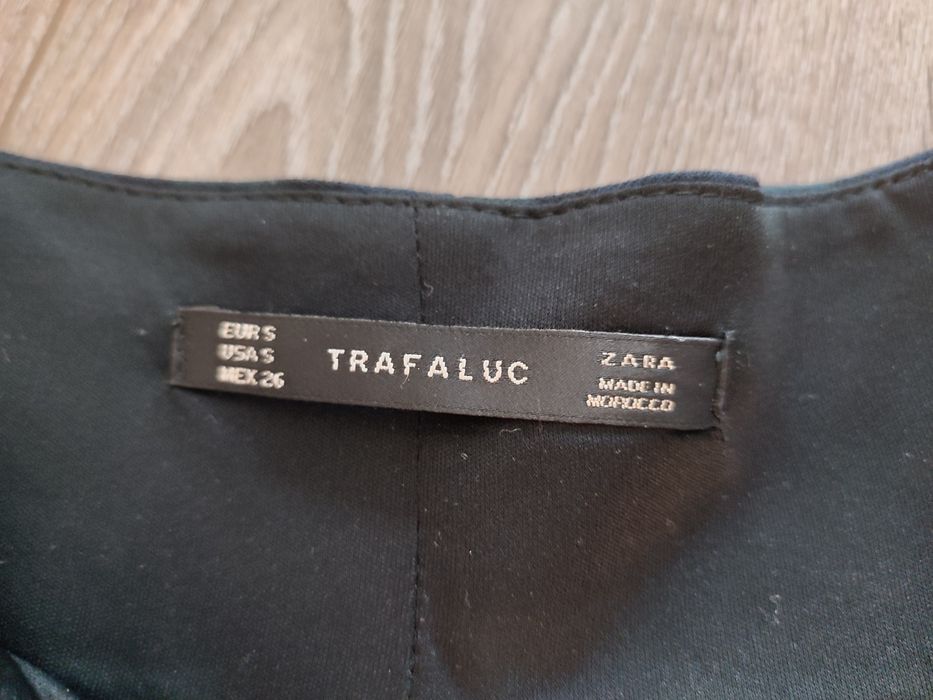 EUR S
USA S
MEX 26
TRAFALUC
ZARA
MADE IN
MOROCCO